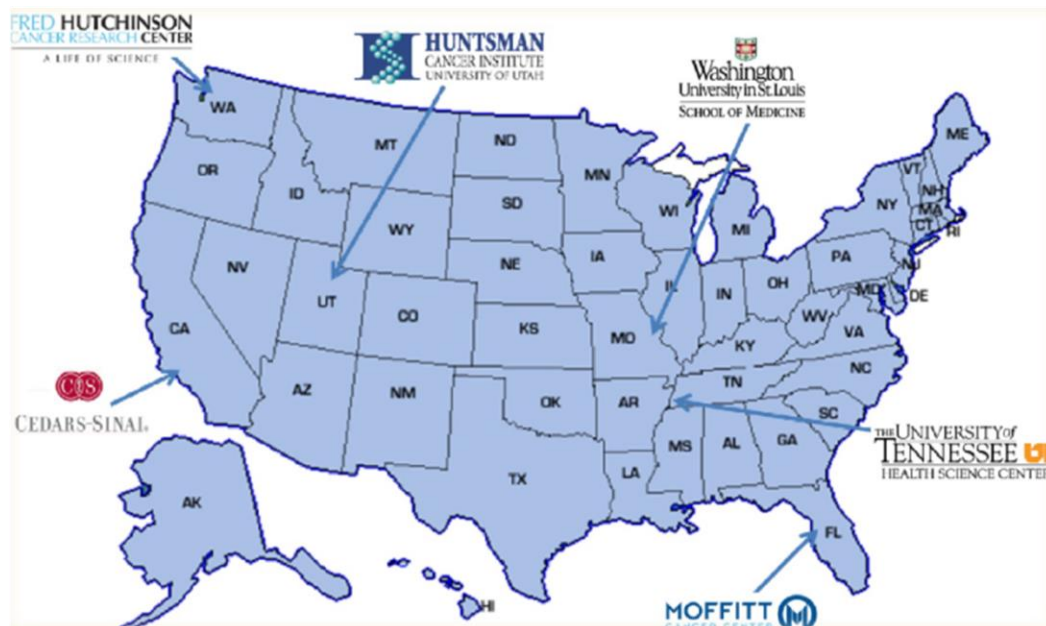 FRED HUTCHINSON
CANCER RESEARCH CENTER
A LIFE OF SCIENCE
HUNTSMAN
CANCER INSTITUTE
UNIVERSITY OF UTAH
Washington
University in St. Louis
SCHOOL OF MEDICINE
WA
MT
ND
MN
ME
OR
ID
SD
WI
MI
VT
NH
NY
MA
CT
RI
WY
IA
NE
PA
NJ
NV
UT
CO
IL
IN
OH
MD
DE
WV
VA
CA
KS
MO
KY
NC
CEDARS-SINAI
AZ
NM
OK
AR
TN
SC
MS
AL
GA
THE UNIVERSITY of
TENNESSEE UT
HEALTH SCIENCE CENTER
TX
LA
AK
FL
HI
MOFFITT M
CANCER CENTER